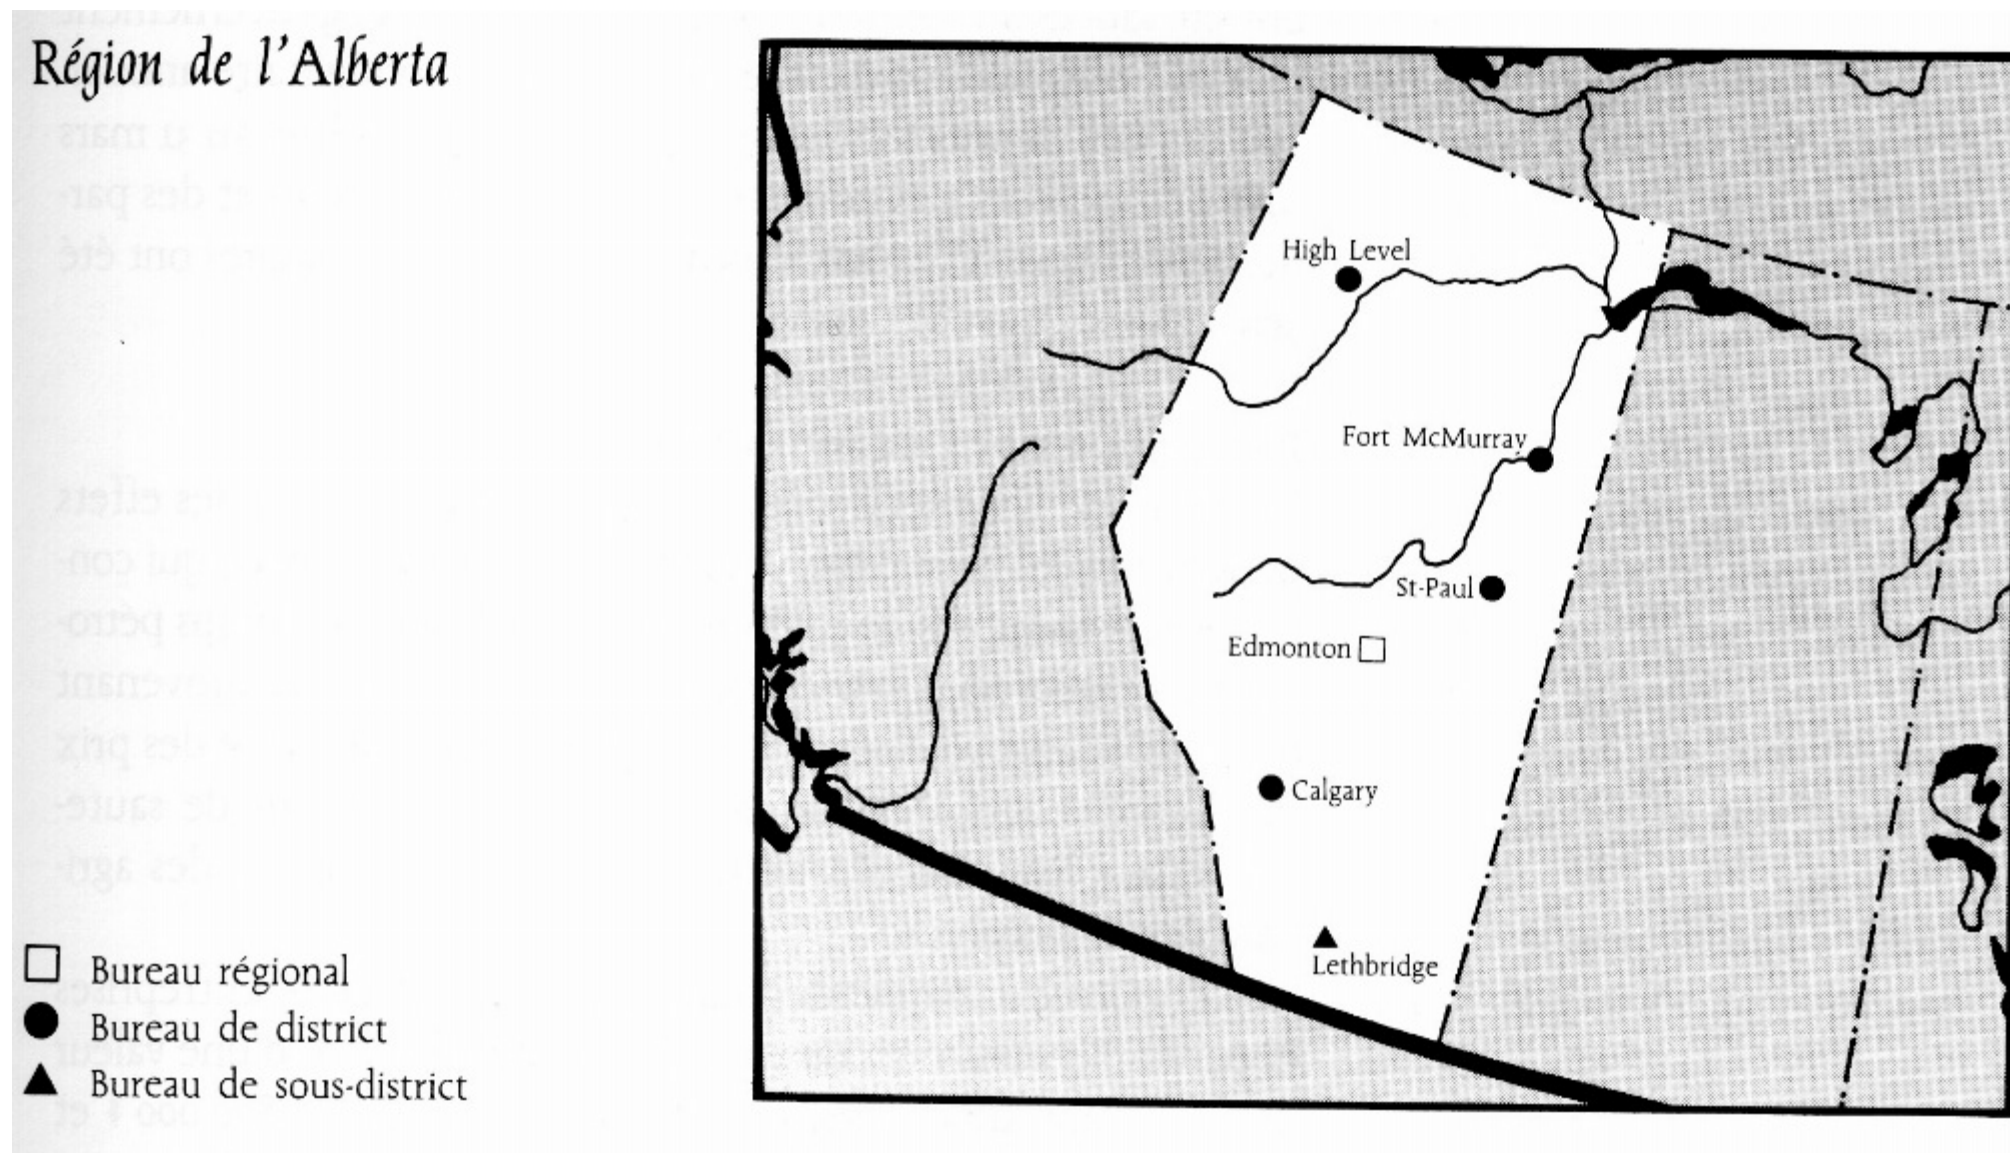 Région de l'Alberta
High Level
Fort McMurray
St-Paul
Edmonton
Calgary
Lethbridge
Bureau régional
Bureau de district
Bureau de sous-district